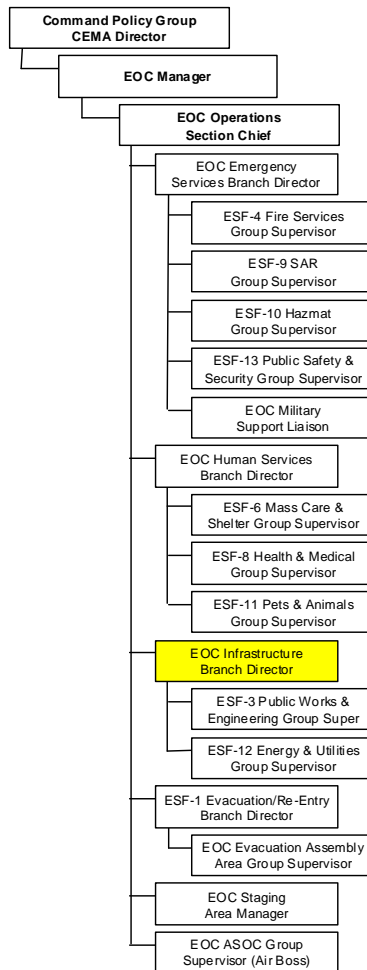 Command Policy Group
CEMA Director
EOC Manager
EOC Operations
Section Chief
EOC Emergency
Services Branch Director
ESF-4 Fire Services
Group Supervisor
ESF-9 SAR
Group Supervisor
ESF-10 Hazmat
Group Supervisor
ESF-13 Public Safety &
Security Group Supervisor
EOC Military
Support Liaison
EOC Human Services
Branch Director
ESF-6 Mass Care &
Shelter Group Supervisor
ESF-8 Health & Medical
Group Supervisor
ESF-11 Pets & Animals
Group Supervisor
EOC Infrastructure
Branch Director
ESF-3 Public Works &
Engineering Group Super
ESF-12 Energy & Utilities
Group Supervisor
ESF-1 Evacuation/Re-Entry
Branch Director
EOC Evacuation Assembly
Area Group Supervisor
EOC Staging
Area Manager
EOC ASOC Group
Supervisor (Air Boss)